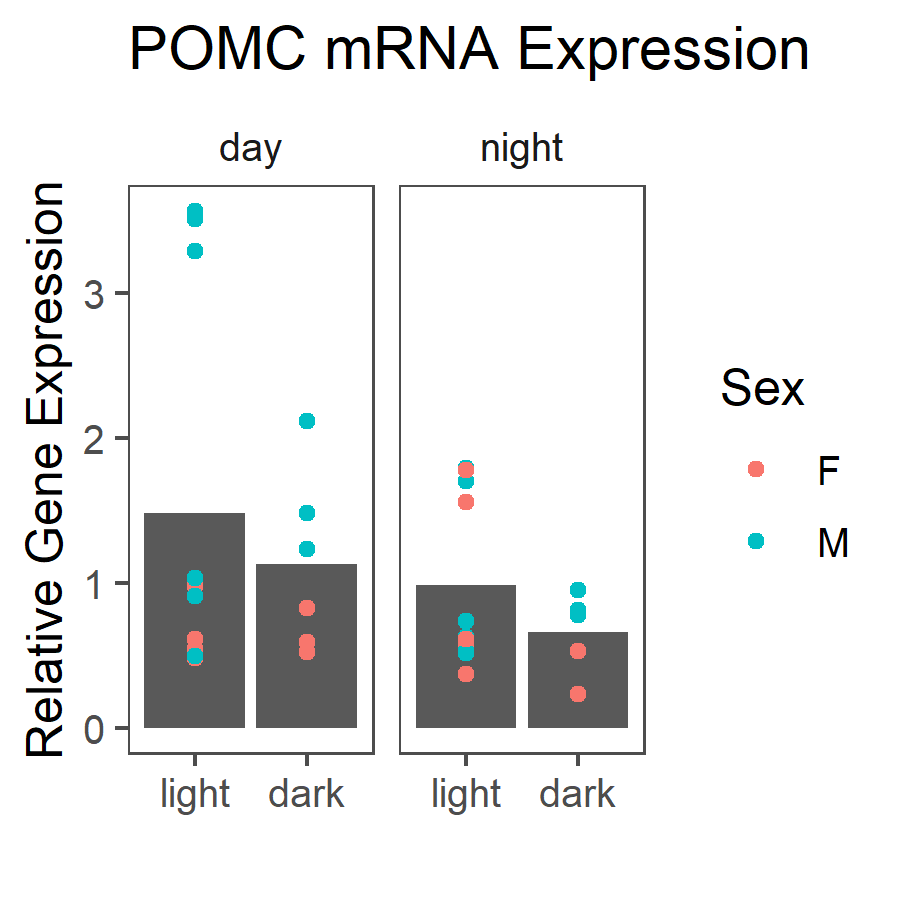 POMC mRNA Expression
day
night
Relative Gene Expression
3
2
1
0
light
dark
light
dark
Sex
F
M